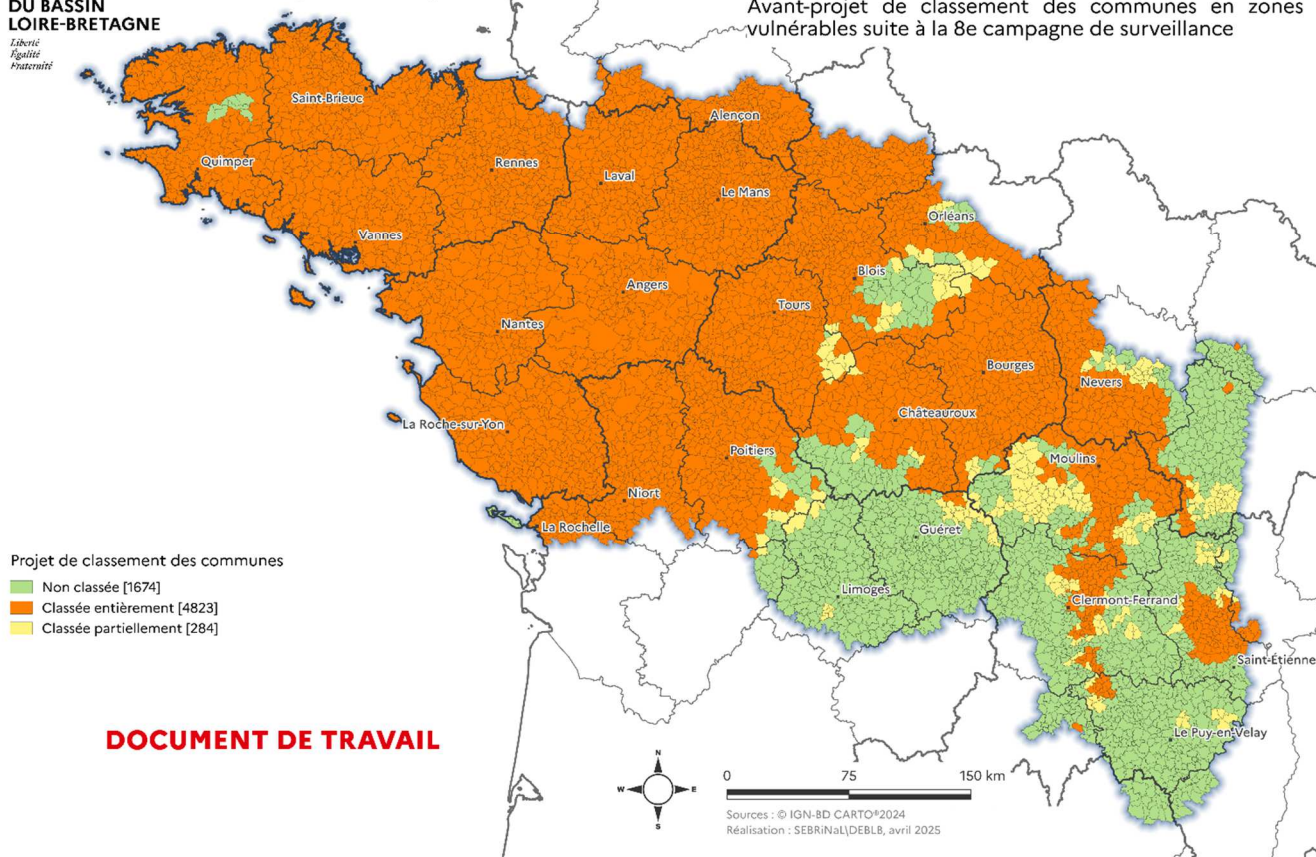 DU BASSIN
LOIRE-BRETAGNE
Liberté
Égalité
Fraternité
Avant-projet de classement des communes en zones
vulnérables suite à la 8e campagne de surveillance
Saint-Brieuc
Alençon
Quimper
Rennes
Laval
Le Mans
Orléans
Vannes
Blois
Angers
Tours
Nantes
Bourges
Nevers
Châteauroux
La Roche-sur-Yon
Poitiers
Moulins
Niort
La Rochelle
Guéret
Limoges
Clermont-Ferrand
Saint-Étienne
Le Puy-en-Velay
Projet de classement des communes
Non classée [1674]
Classée entièrement [4823]
Classée partiellement [284]
DOCUMENT DE TRAVAIL
N
W
E
S
0 75 150 km
Sources : © IGN-BD CARTO®2024
Réalisation : SEBRiNaL\DEBLB, avril 2025